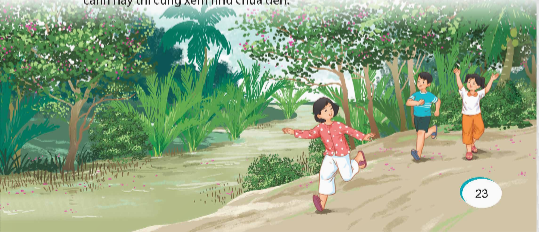 cảnh này thì cũng xem như chưa đến.
23